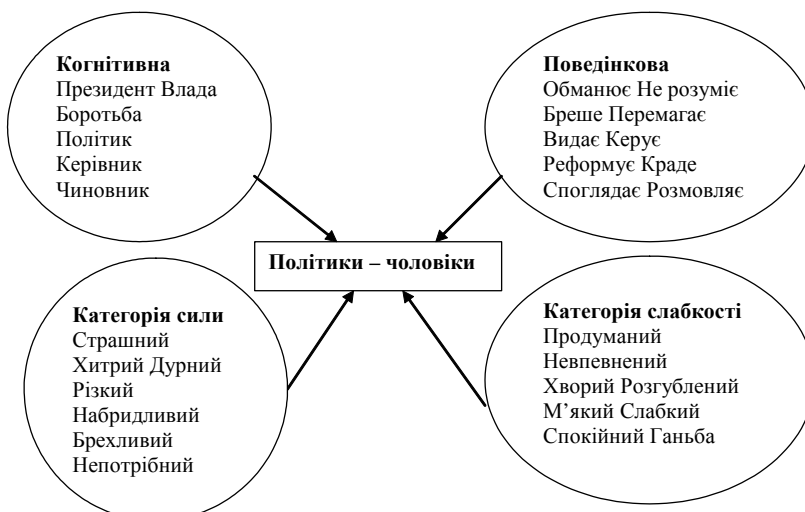 Когнітивна
Президент Влада
Боротьба
Політик
Керівник
Чиновник
Поведінкова
Обманює Не розуміє
Бреше Перемагає
Видає Керує
Реформує Краде
Споглядає Розмовляє
Політики – чоловіки
Категорія сили
Страшний
Хитрий Дурний
Різкий
Набридливий
Брехливий
Непотрібний
Категорія слабкості
Продуманий
Невпевнений
Хворий Розгублений
М’який Слабкий
Спокійний Ганьба